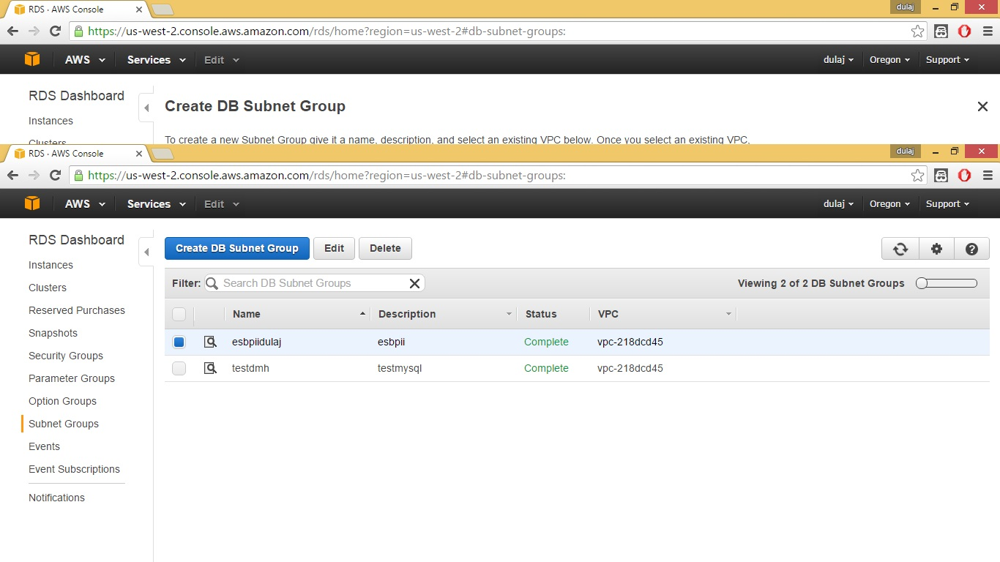 RDS · AWS Console
dulaj
https://us-west-2.console.aws.amazon.com/rds/home?region=us-west-2#db-subnet-groups:
AWS Services Edit dulaj Oregon Support
RDS Dashboard
Instances
Clusters
Create DB Subnet Group
To create a new Subnet Group give it a name, description, and select an existing VPC below. Once you select an existing VPC,
RDS · AWS Console
dulaj
https://us-west-2.console.aws.amazon.com/rds/home?region=us-west-2#db-subnet-groups:
AWS Services Edit dulaj Oregon Support
RDS Dashboard
Instances
Clusters
Reserved Purchases
Snapshots
Security Groups
Parameter Groups
Option Groups
Subnet Groups
Events
Event Subscriptions
Notifications
Create DB Subnet Group Edit Delete
Filter: Search DB Subnet Groups Viewing 2 of 2 DB Subnet Groups
Name Description Status VPC
esbpiidulaj esbpii Complete vpc-218dcd45
testdmh testmysql Complete vpc-218dcd45